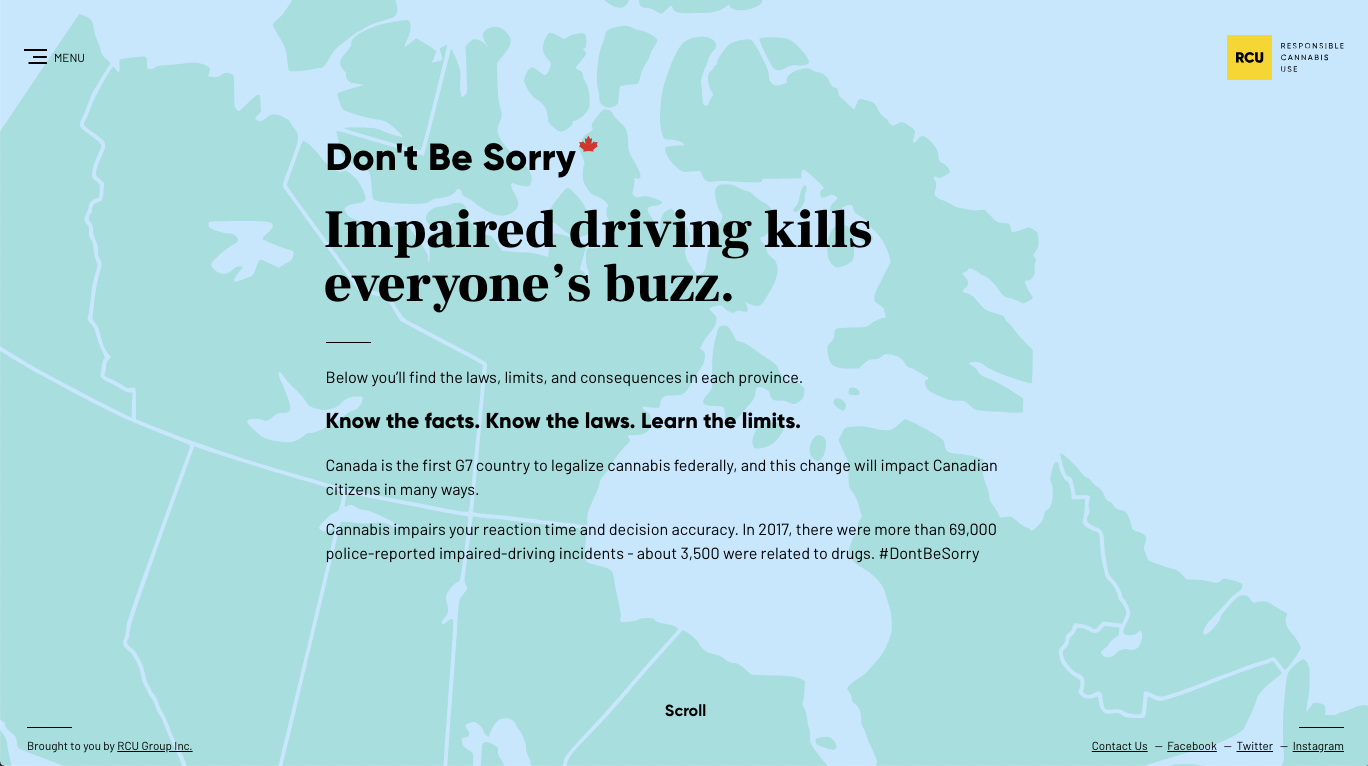 MENU
RCU
RESPONSIBLE
CANNABIS
USE
Don't Be Sorry
Impaired driving kills
everyone’s buzz.
Below you’ll find the laws, limits, and consequences in each province.
Know the facts. Know the laws. Learn the limits.
Canada is the first G7 country to legalize cannabis federally, and this change will impact Canadian
citizens in many ways.
Cannabis impairs your reaction time and decision accuracy. In 2017, there were more than 69,000
police-reported impaired-driving incidents - about 3,500 were related to drugs. #DontBeSorry
Scroll
Brought to you by RCU Group Inc.
Contact Us — Facebook — Twitter — Instagram